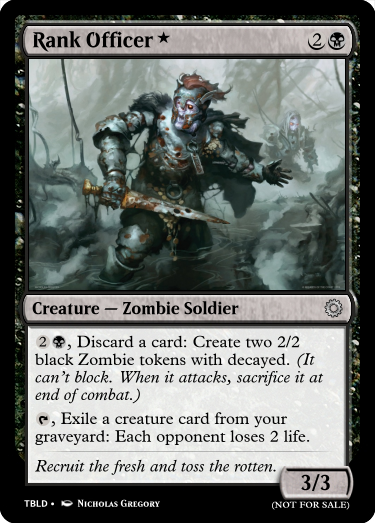 Rank Officer ★ 2
Creature — Zombie Soldier
2, Discard a card: Create two 2/2
black Zombie tokens with decayed. (It
can't block. When it attacks, sacrifice it at
end of combat.)
, Exile a creature card from your
graveyard: Each opponent loses 2 life.
Recruit the fresh and toss the rotten.
3/3
TBLD • Nicholas Gregory
(NOT FOR SALE)